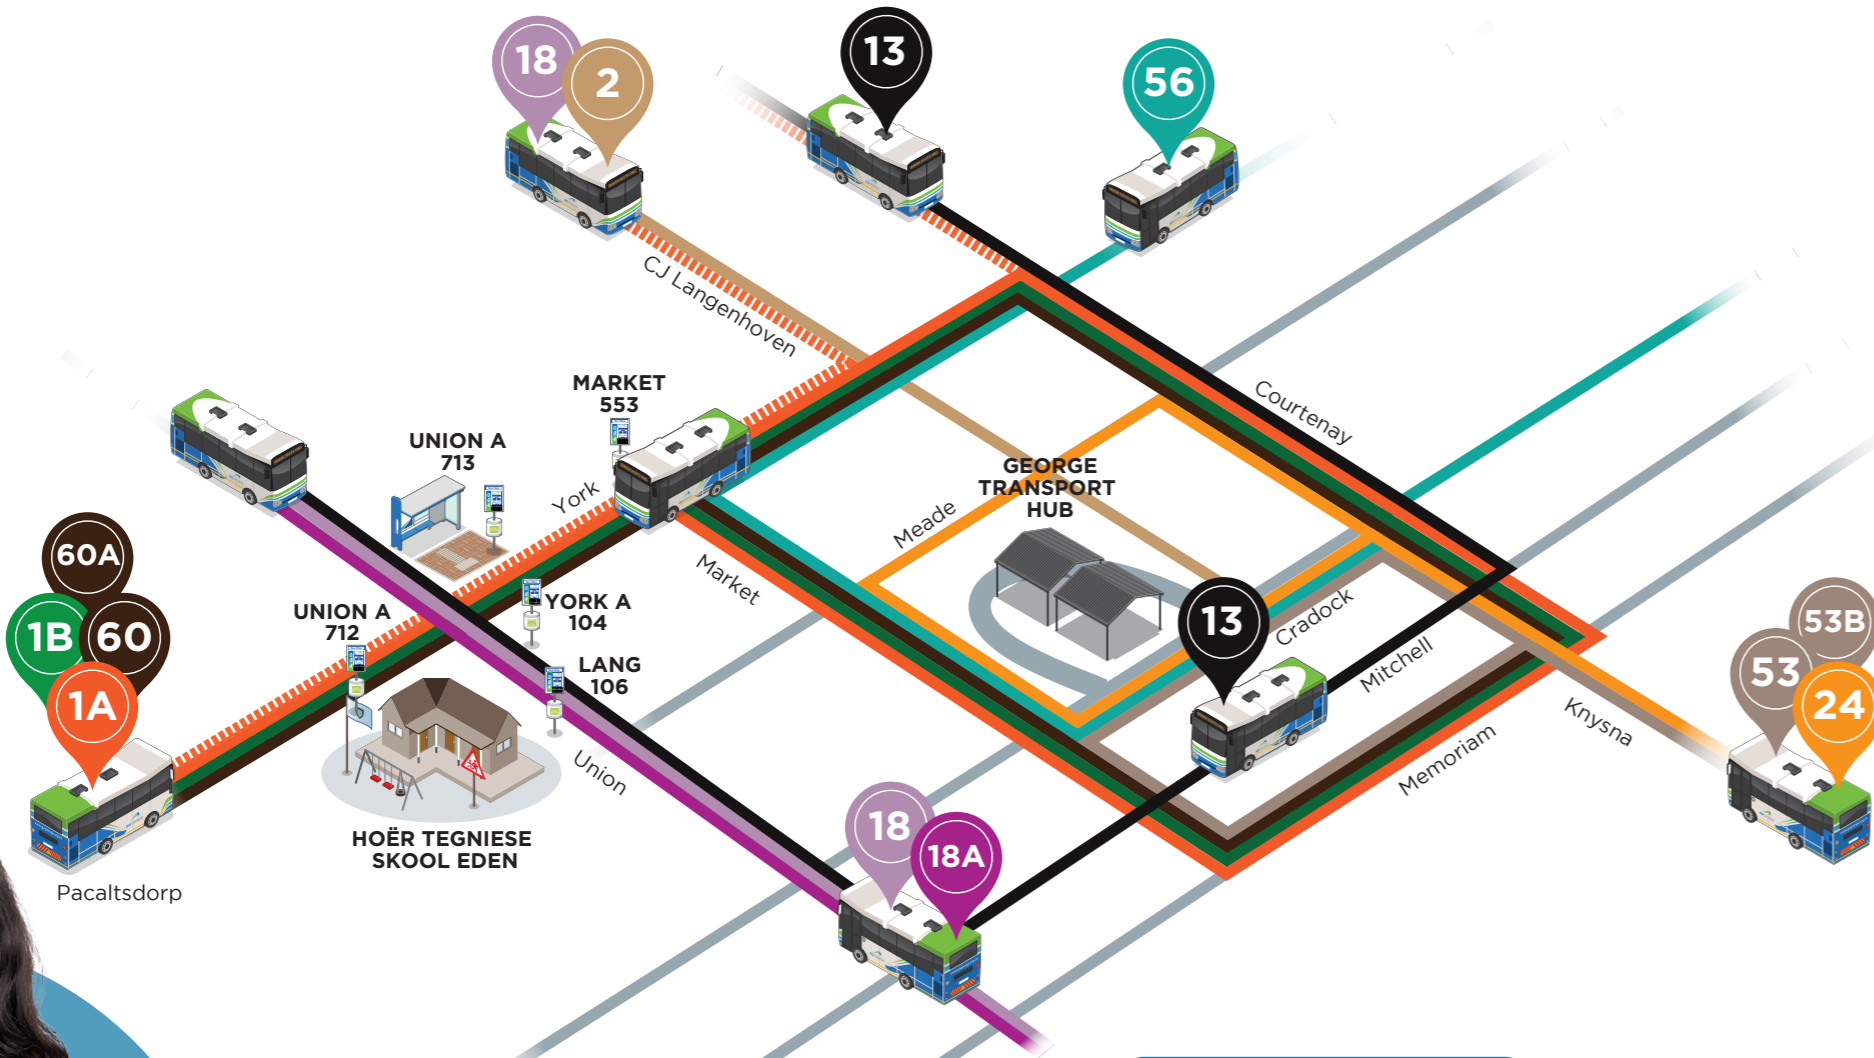 18
2
13
56
CJ Langenhoven
MARKET
553
UNION A
713
York
Courtenay
GEORGE
TRANSPORT
HUB
Meade
Market
60A
1B
60
1A
UNION A
712
YORK A
104
LANG
106
13
Cradock
Mitchell
53B
53
24
Knysna
Memoriam
Union
HOËR TEGNIESE
SKOOL EDEN
18
18A
Pacaltsdorp